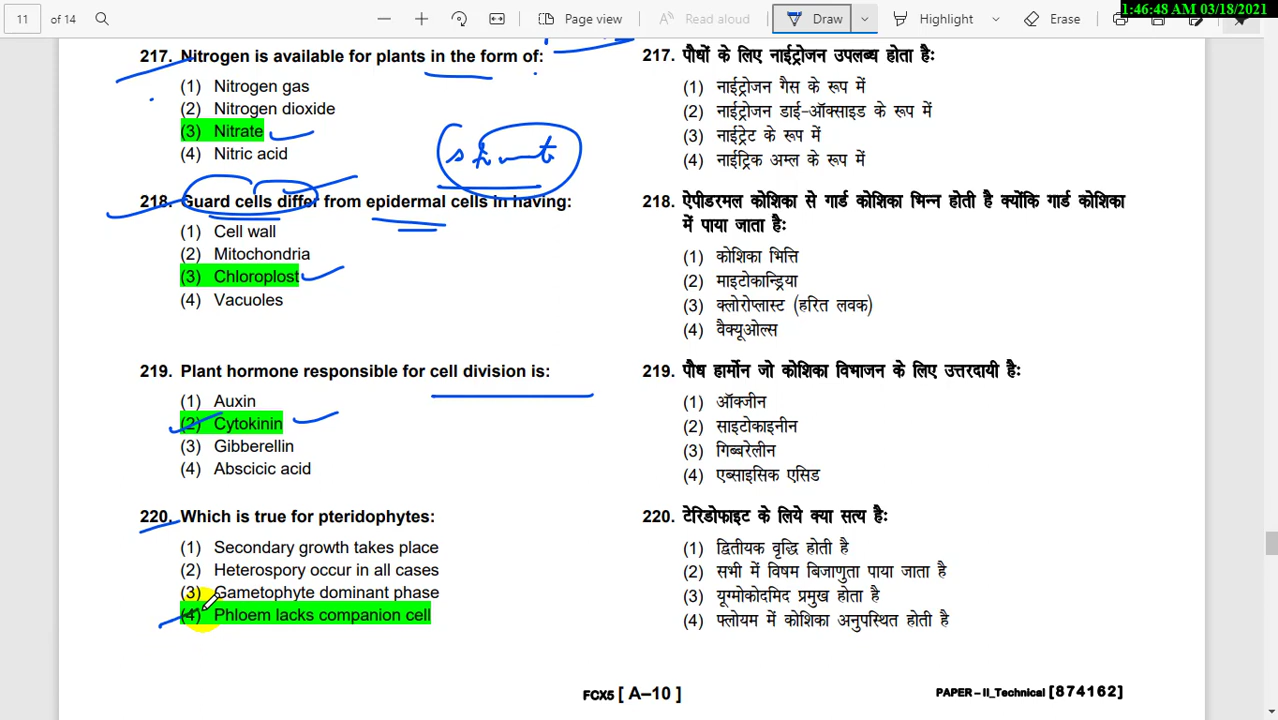 11 of 14
Page view
Read aloud
Draw
Highlight
Erase
1:46:48 AM 03/18/2021
217. Nitrogen is available for plants in the form of:
(1) Nitrogen gas
(2) Nitrogen dioxide
(3) Nitrate
(4) Nitric acid
218. Guard cells differ from epidermal cells in having:
(1) Cell wall
(2) Mitochondria
(3) Chloroplost
(4) Vacuoles
219. Plant hormone responsible for cell division is:
(1) Auxin
(2) Cytokinin
(3) Gibberellin
(4) Abscicic acid
220. Which is true for pteridophytes:
(1) Secondary growth takes place
(2) Heterospory occur in all cases
(3) Gametophyte dominant phase
(4) Phloem lacks companion cell
217. पौधों के लिए नाईट्रोजन उपलब्ध होता है:
(1) नाईट्रोजन गैस के रूप में
(2) नाईट्रोजन डाई-ऑक्साइड के रूप में
(3) नाईट्रेट के रूप में
(4) नाईट्रिक अम्ल के रूप में
218. ऐपीडरमल कोशिका से गार्ड कोशिका भिन्न होती है क्योंकि गार्ड कोशिका
में पाया जाता है:
(1) कोशिका भित्ति
(2) माइटोकान्ड्रिया
(3) क्लोरोप्लास्ट (हरित लवक)
(4) वैक्यूओल्स
219. पौध हार्मोन जो कोशिका विभाजन के लिए उत्तरदायी है:
(1) ऑक्जीन
(2) साइटोकाइनीन
(3) गिब्बरेलीन
(4) एब्साइसिक एसिड
220. टेरिडोफाइट के लिये क्या सत्य है:
(1) द्वितीयक वृद्धि होती है
(2) सभी में विषम बिजाणुता पाया जाता है
(3) यूग्मोकोदमिद प्रमुख होता है
(4) फ्लोयम में कोशिका अनुपस्थित होती है
FCX5 [ A–10 ]
PAPER – II_Technical [874162]